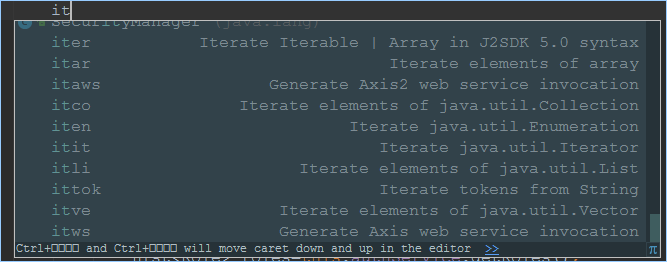 it
SecurityManager (java.lang)
iter Iterate Iterable | Array in J2SDK 5.0 syntax
itar Iterate elements of array
itaws Generate Axis2 web service invocation
itco Iterate elements of java.util.Collection
iten Iterate java.util.Enumeration
itit Iterate java.util.Iterator
itli Iterate elements of java.util.List
ittok Iterate tokens from String
itve Iterate elements of java.util.Vector
itws Generate Axis web service invocation
Ctrl+□□□□ and Ctrl+□□□□ will move caret down and up in the editor >> π